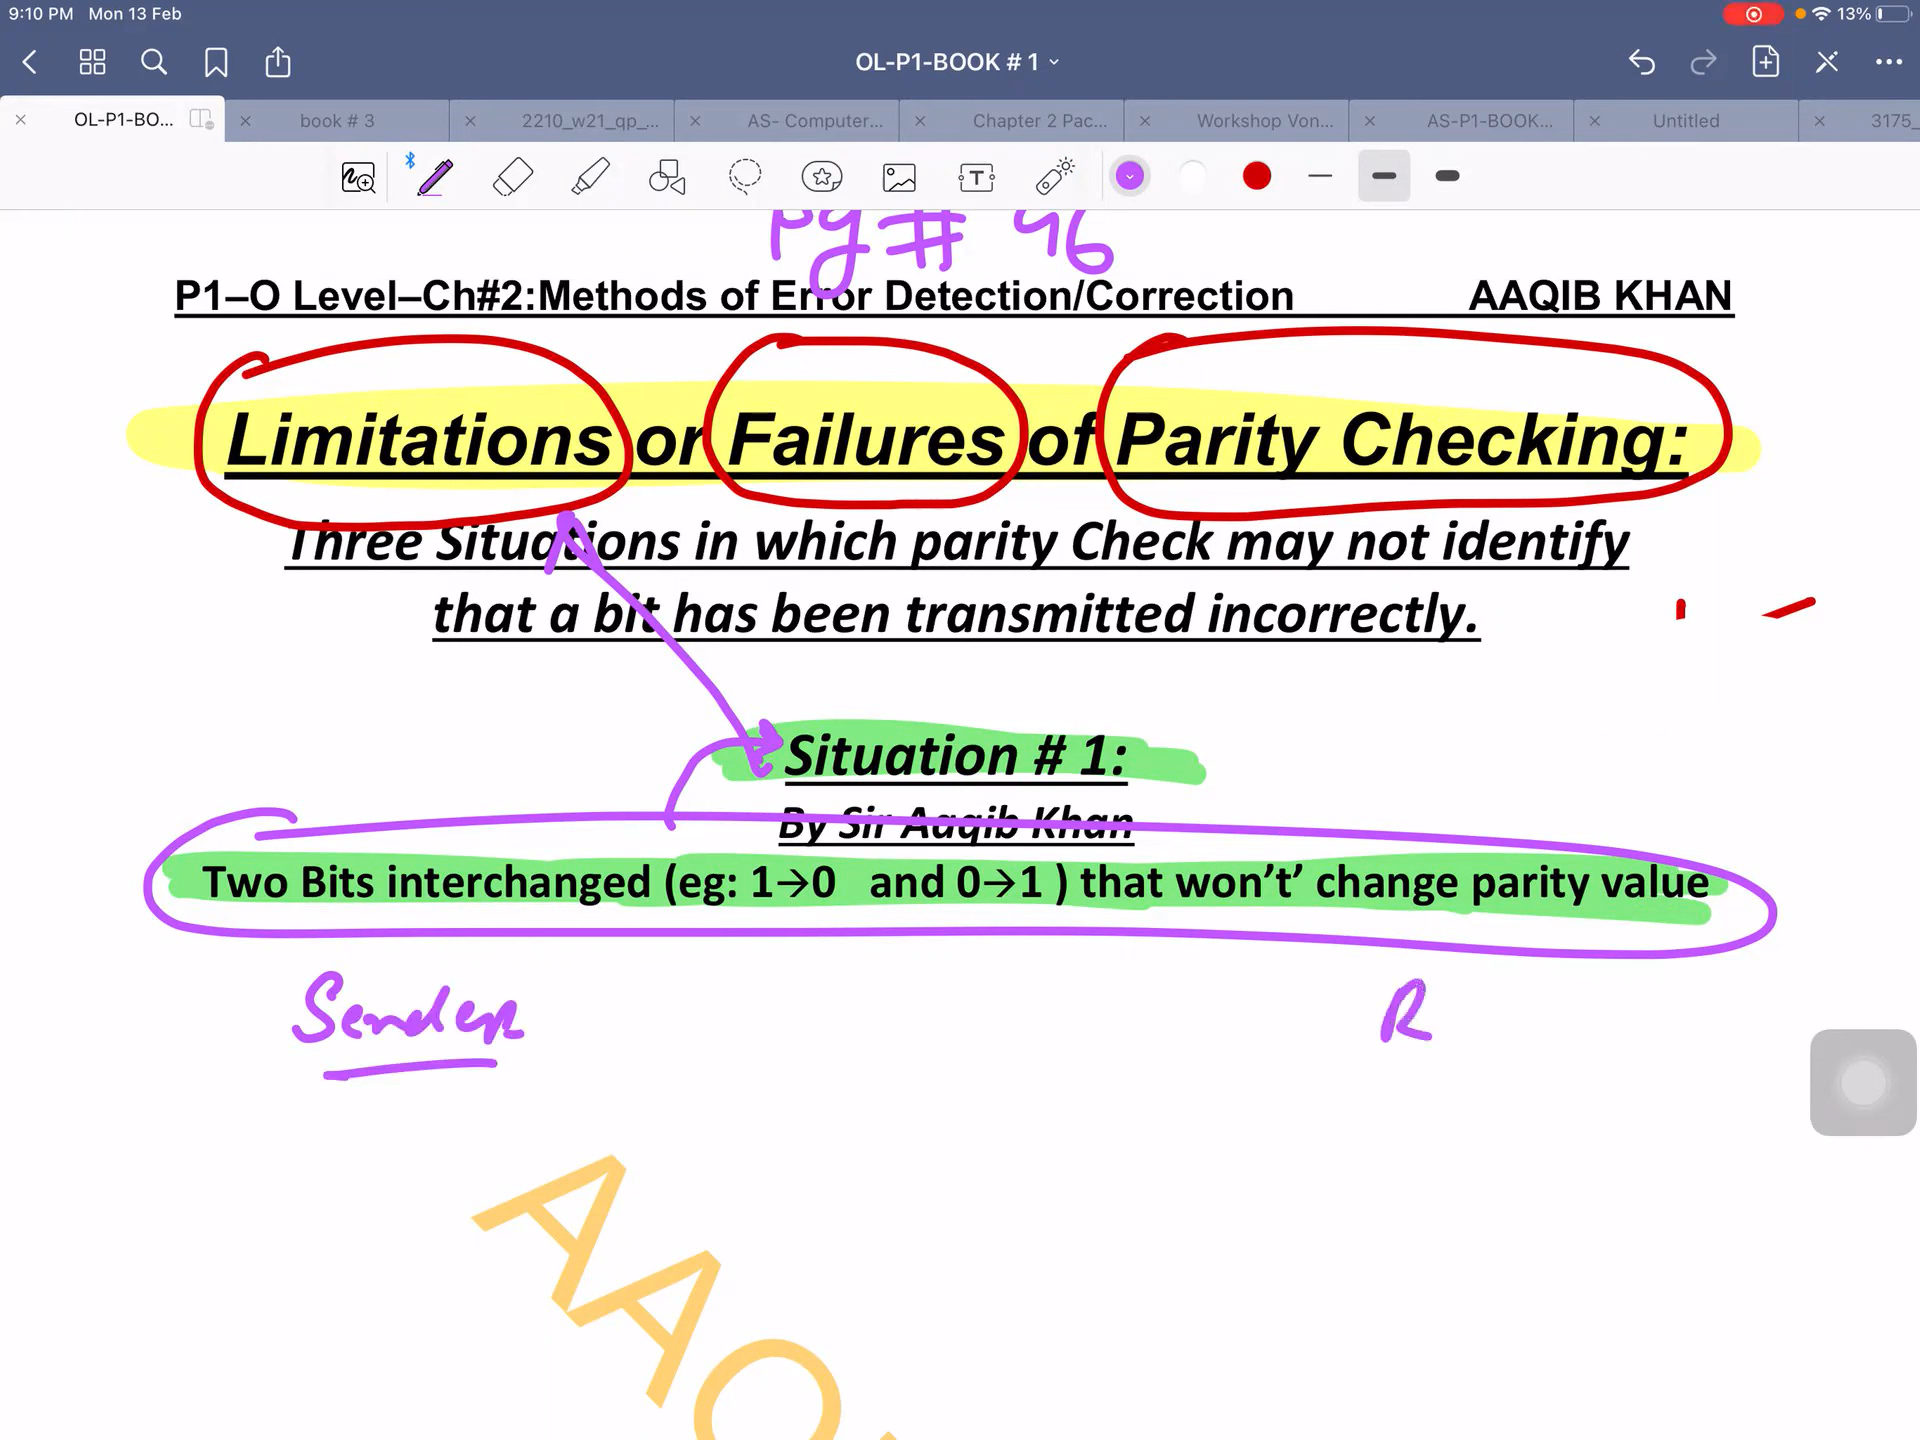 9:10 PM Mon 13 Feb
13%
OL-P1-BOOK # 1
OL-P1-BO...
book # 3
2210_w21_qp_...
AS- Computer...
Chapter 2 Pac...
Workshop Von...
AS-P1-BOOK...
Untitled
3175_
pg # 46
P1–O Level–Ch#2:Methods of Error Detection/Correction AAQIB KHAN
Limitations or Failures of Parity Checking:
Three Situations in which parity Check may not identify
that a bit has been transmitted incorrectly.
Situation # 1:
By Sir Aaqib Khan
Two Bits interchanged (eg: 1→0 and 0→1 ) that won’t’ change parity value
Sender R
AAQ